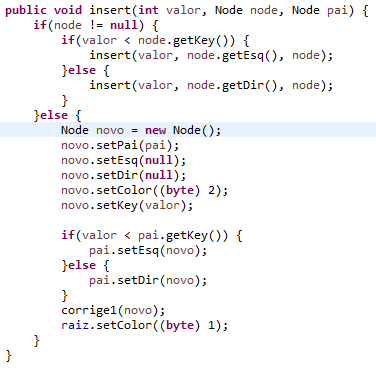 public void insert(int valor, Node node, Node pai) {
    if(node != null) {
        if(valor < node.getKey()) {
            insert(valor, node.getEsq(), node);
        }else {
            insert(valor, node.getDir(), node);
        }
    }else {
        Node novo = new Node();
        novo.setPai(pai);
        novo.setEsq(null);
        novo.setDir(null);
        novo.setColor((byte) 2);
        novo.setKey(valor);

        if(valor < pai.getKey()) {
            pai.setEsq(novo);
        }else {
            pai.setDir(novo);
        }
        corrige1(novo);
        raiz.setColor((byte) 1);
    }
}